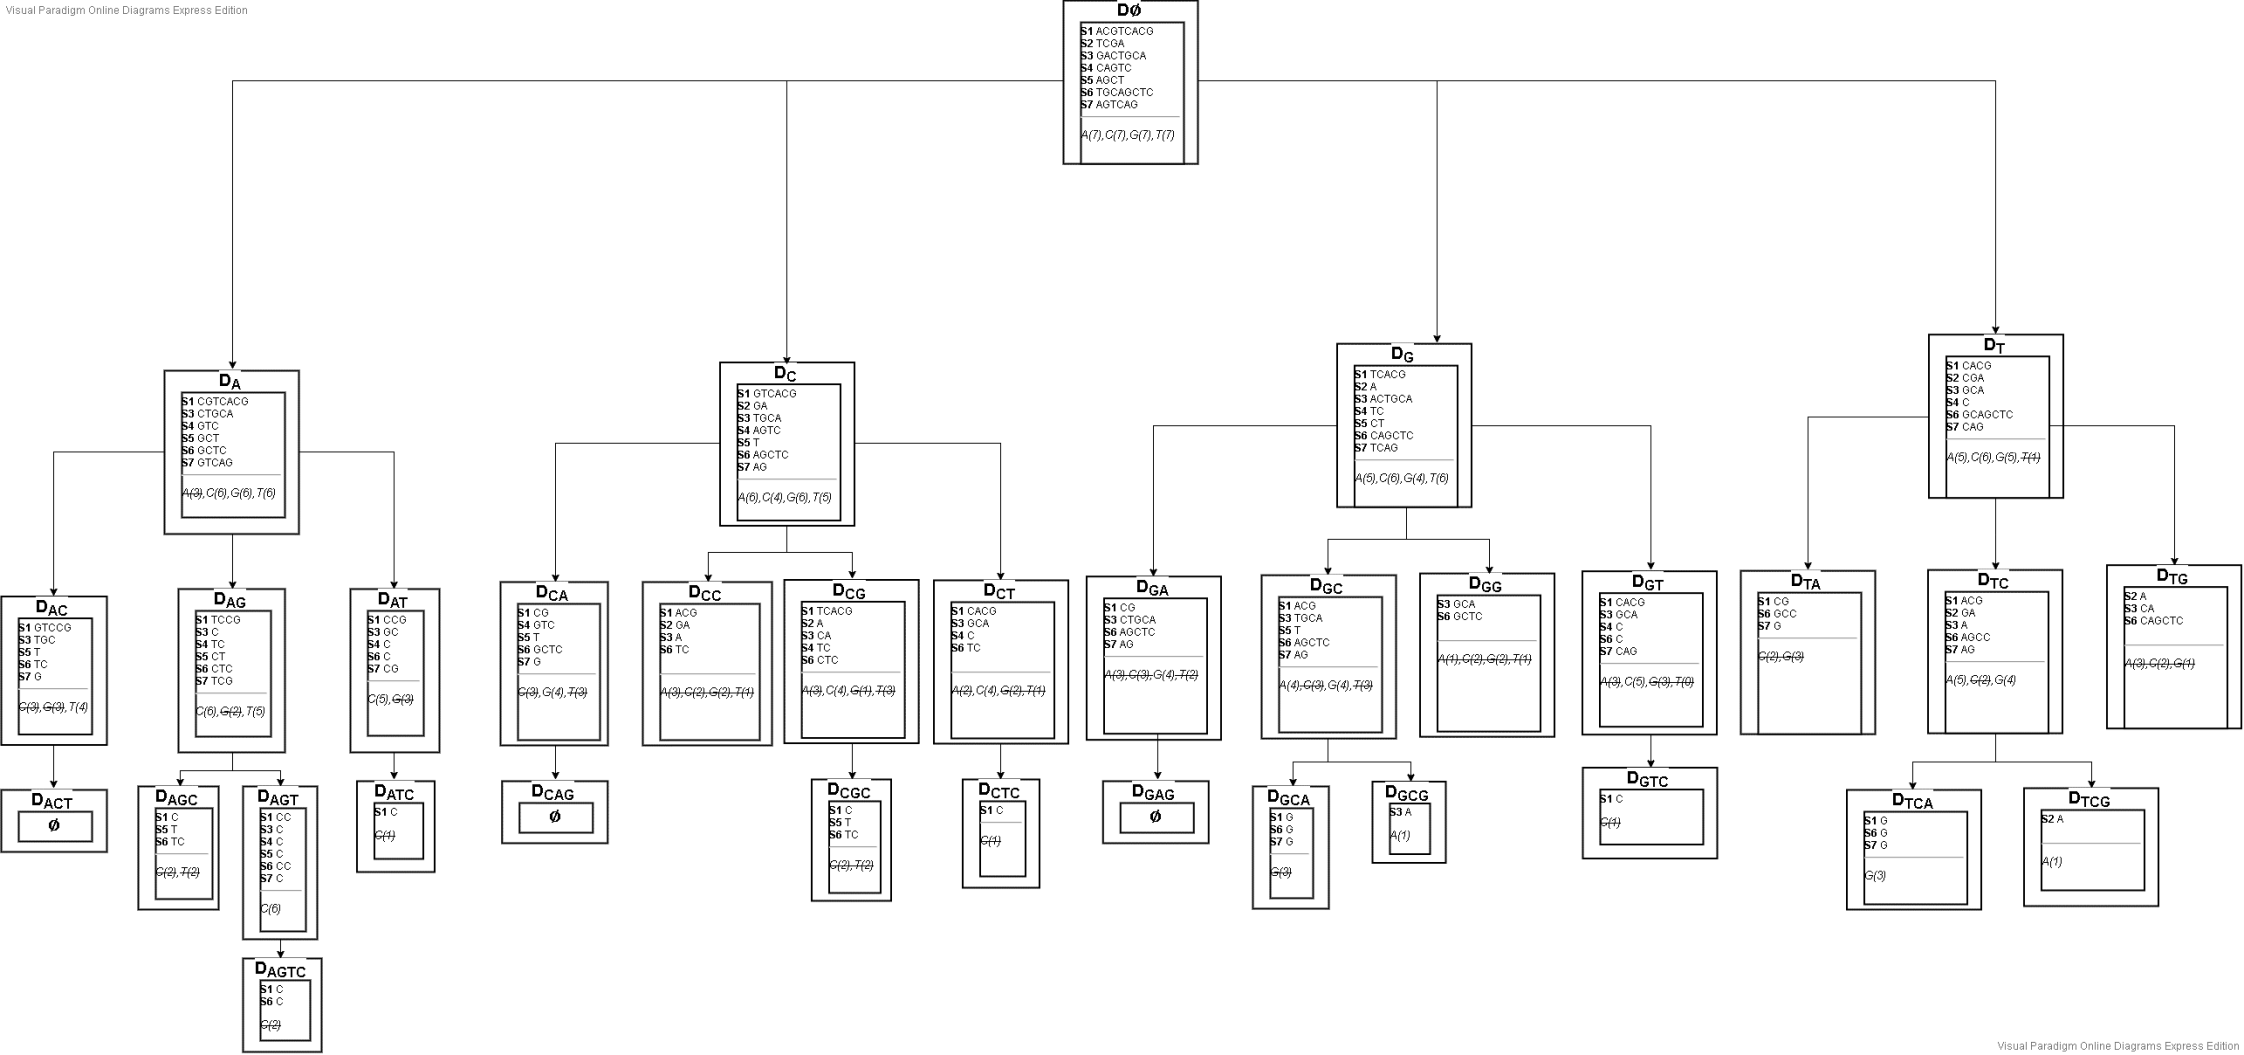 Visual Paradigm Online Diagrams Express Edition
DØ
S1 ACGTCACG
S2 TCGA
S3 GACTGCA
S4 CAGTC
S5 AGCT
S6 TGCAGCTC
S7 AGTCAG
A(7),C(7),G(7),T(7)
DA
S1 CGTCACG
S3 CTGCA
S4 GTC
S5 GCT
S6 GCTC
S7 GTCAG
A(3),C(6),G(6),T(6)
DC
S1 GTCACG
S2 GA
S3 TGCA
S4 AGTC
S5 T
S6 AGCTC
S7 AG
A(6),C(4),G(6),T(5)
DG
S1 TCACG
S2 A
S3 ACTGCA
S4 TC
S5 CT
S6 CAGCTC
S7 TCAG
A(5),C(6),G(4),T(6)
DT
S1 CACG
S2 CGA
S3 GCA
S4 C
S6 GCAGCTC
S7 CAG
A(5),C(6),G(5),T(1)
DAC
S1 GTCCG
S3 TGC
S5 T
S6 TC
S7 G
C(3),G(3),T(4)
DAG
S1 TCCG
S3 C
S4 TC
S5 CT
S6 CTC
S7 TCG
C(6),G(2),T(5)
DAT
S1 CCG
S3 GC
S4 C
S6 C
S7 CG
C(5),G(3)
DCA
S1 CG
S4 GTC
S5 T
S6 GCTC
S7 G
C(3),G(4),T(3)
DCC
S1 ACG
S2 GA
S3 A
S6 TC
A(3),C(2),G(2),T(1)
DCG
S1 TCACG
S2 A
S3 CA
S4 TC
S6 CTC
A(3),C(4),G(1),T(3)
DCT
S1 CACG
S3 GCA
S4 C
S6 TC
A(2),C(4),G(2),T(1)
DGA
S1 CG
S3 CTGCA
S6 AGCTC
S7 AG
A(3),C(3),G(4),T(2)
DGC
S1 ACG
S3 TGCA
S5 T
S6 AGCTC
S7 AG
A(4),C(3),G(4),T(3)
DGG
S3 GCA
S6 GCTC
A(1),C(2),G(2),T(1)
DGT
S1 CACG
S3 GCA
S4 C
S6 C
S7 CAG
A(3),C(5),G(3),T(0)
DTA
S1 CG
S6 GCC
S7 G
C(2),G(3)
DTC
S1 ACG
S2 GA
S3 A
S6 AGCC
S7 AG
A(5),C(2),G(4)
DTG
S2 A
S3 CA
S6 CAGCTC
A(3),C(2),G(1)
DACT
Ø
DAGC
S1 C
S5 T
S6 TC
C(2),T(2)
DAGT
S1 CC
S3 C
S4 C
S5 C
S6 CC
S7 C
C(6)
DATC
S1 C
C(1)
DCAG
Ø
DCGC
S1 C
S5 T
S6 TC
C(2),T(2)
DCTC
S1 C
C(1)
DGAG
Ø
DGCA
S1 G
S6 G
S7 G
G(3)
DGCG
S3 A
A(1)
DGTC
S1 C
C(1)
DTCA
S1 G
S6 G
S7 G
G(3)
DTCG
S2 A
A(1)
DAGTC
S1 C
S6 C
C(2)
Visual Paradigm Online Diagrams Express Edition